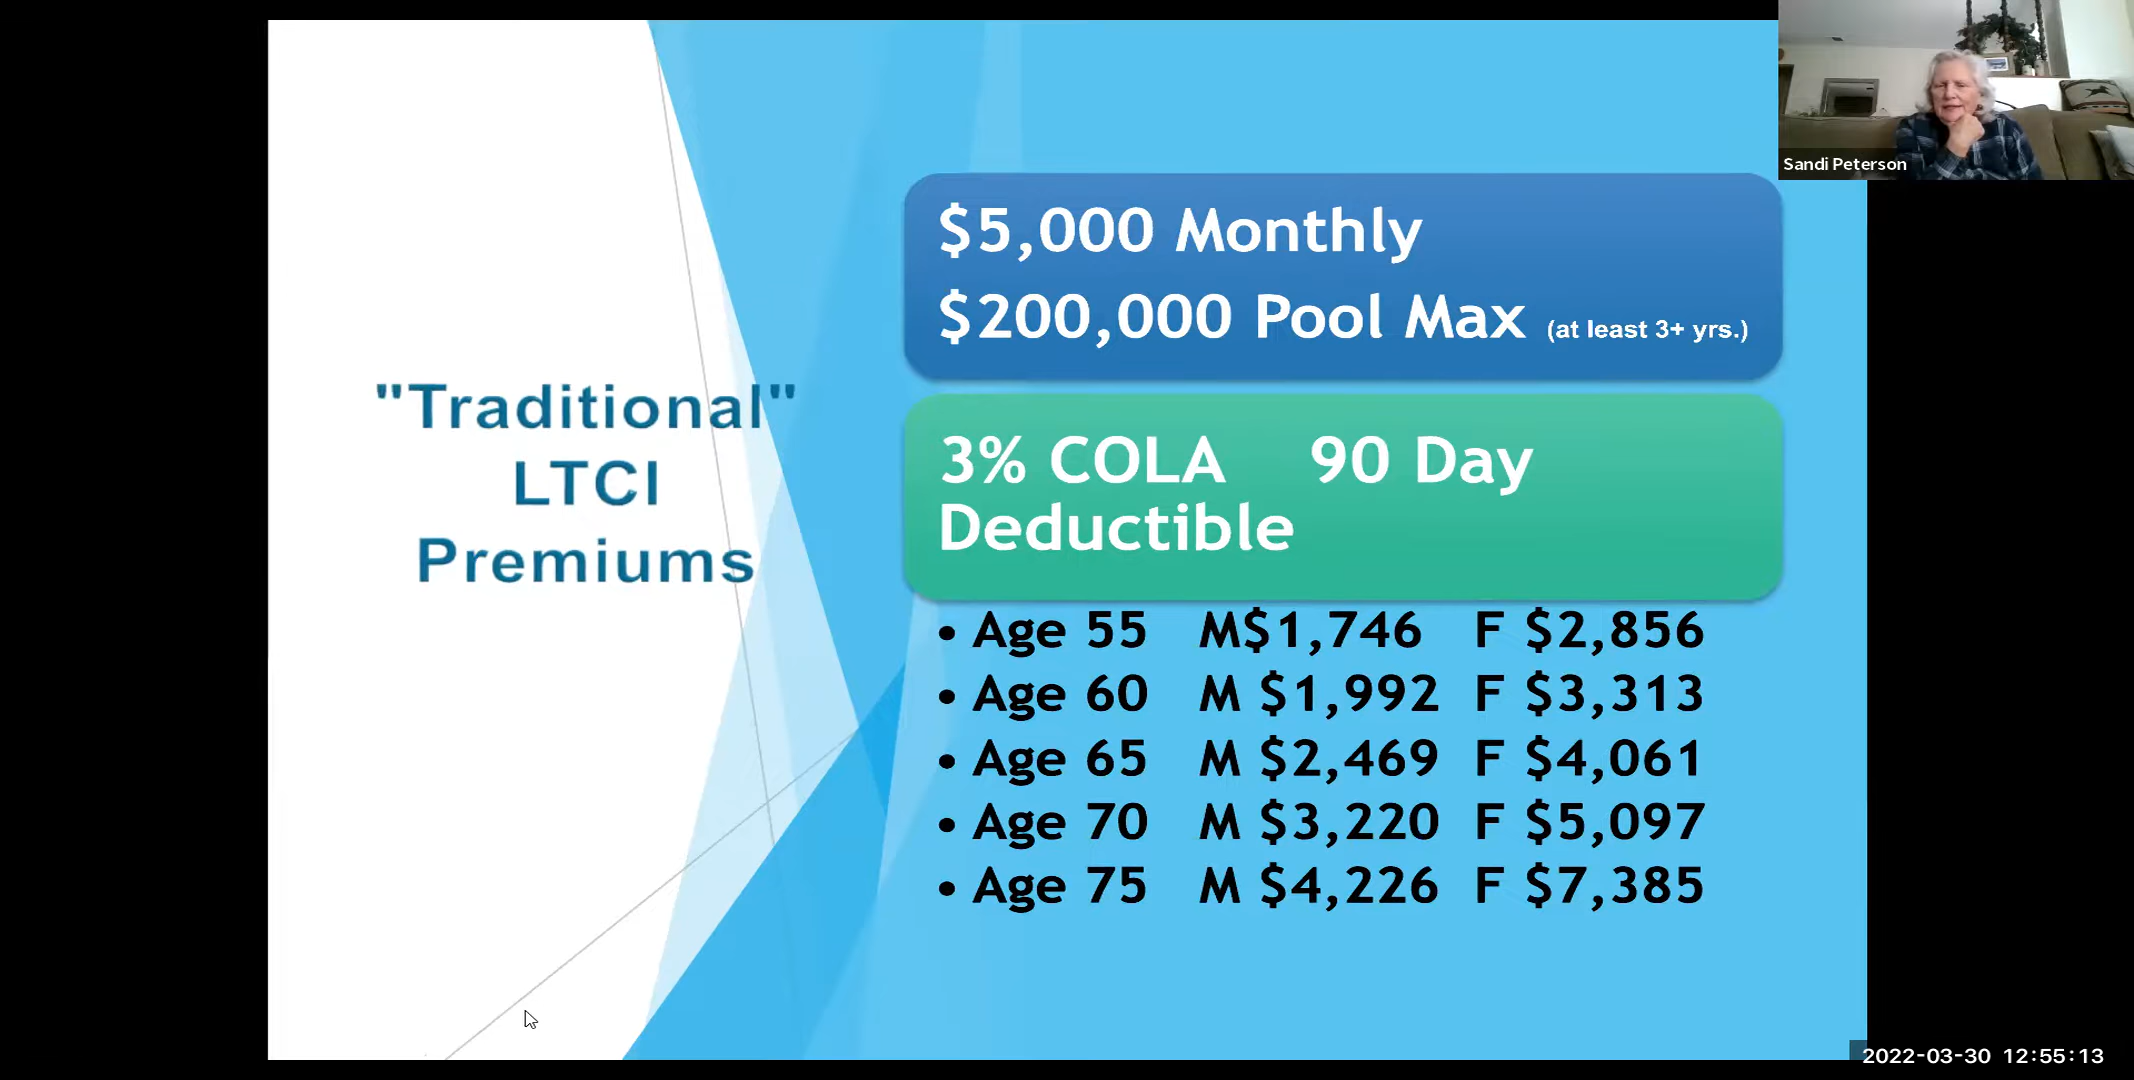 "Traditional"
LTCI
Premiums
$5,000 Monthly
$200,000 Pool Max (at least 3+ yrs.)
3% COLA 90 Day
Deductible
• Age 55 M$1,746 F $2,856
• Age 60 M $1,992 F $3,313
• Age 65 M $2,469 F $4,061
• Age 70 M $3,220 F $5,097
• Age 75 M $4,226 F $7,385
Sandi Peterson
2022-03-30 12:55:13